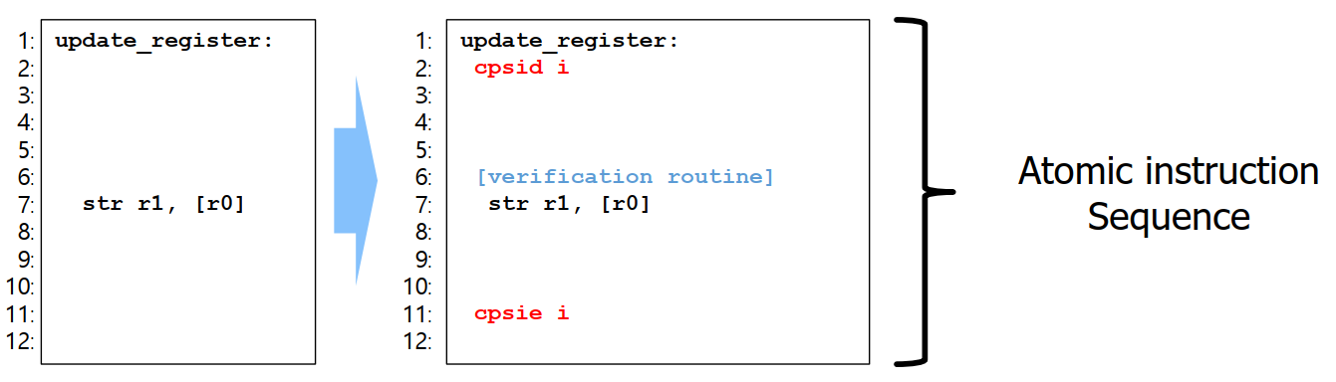 1: update_register:
2:
3:
4:
5:
6:
7: str r1, [r0]
8:
9:
10:
11:
12:
1: update_register:
2: cpsid i
3:
4:
5:
6: [verification routine]
7: str r1, [r0]
8:
9:
10:
11: cpsie i
12:
Atomic instruction
Sequence